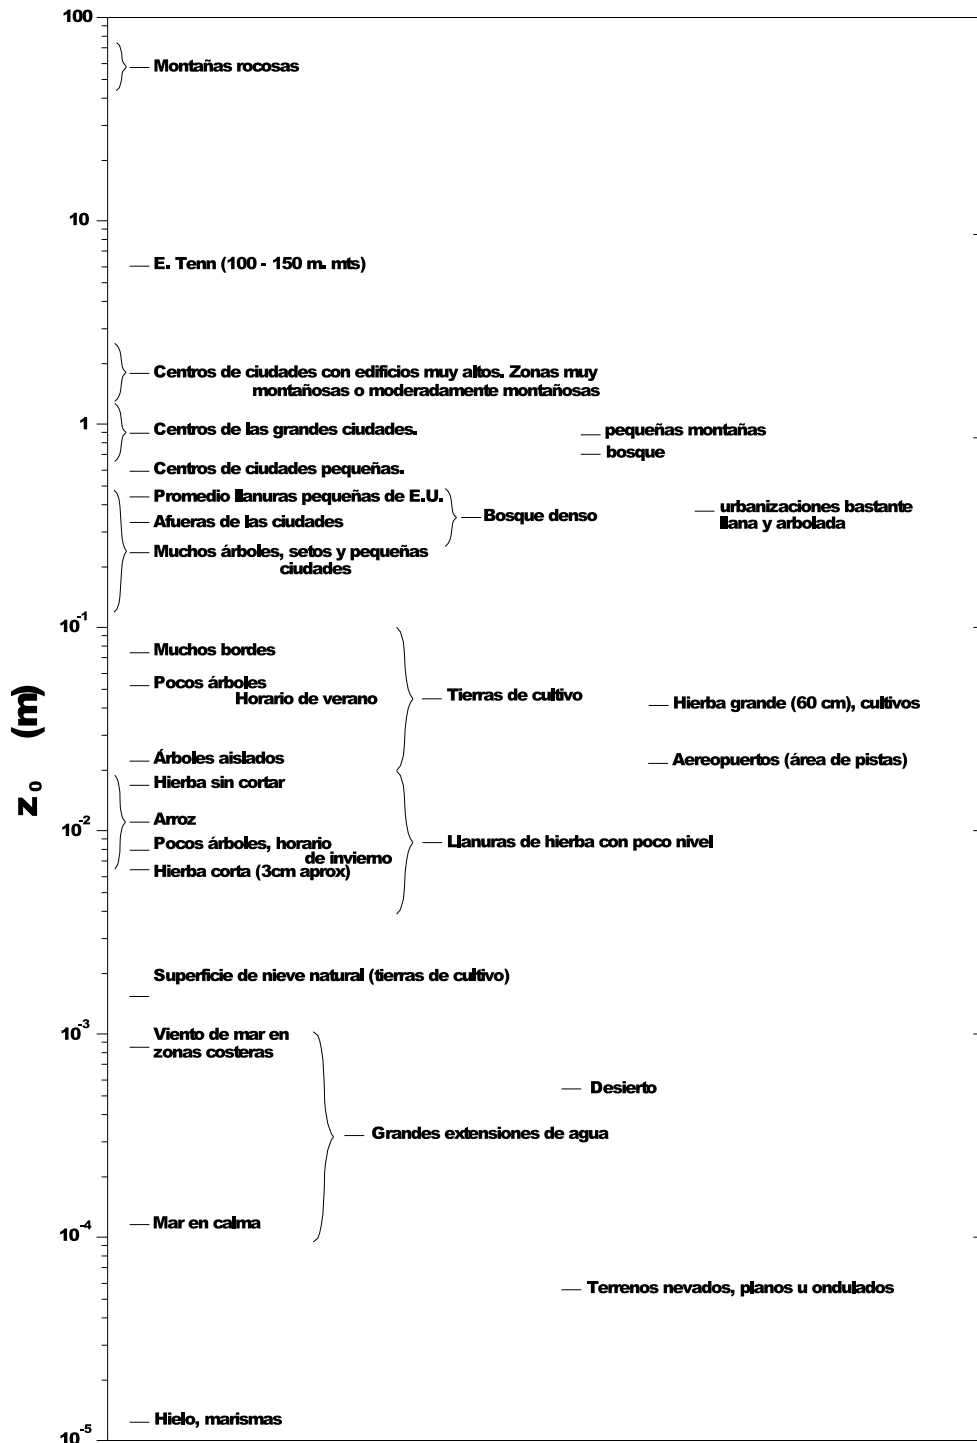 100
Montañas rocosas
10
E. Tenn (100 - 150 m. mts)
Centros de ciudades con edificios muy altos. Zonas muy
montañosas o moderadamente montañosas
1
Centros de las grandes ciudades.
pequeñas montañas
bosque
Centros de ciudades pequeñas.
Promedio llanuras pequeñas de E.U.
Bosque denso
urbanizaciones bastante
llana y arbolada
Afueras de las ciudades
Muchos árboles, setos y pequeñas
ciudades
10⁻¹
Muchos bordes
Pocos árboles
Horario de verano
Tierras de cultivo
Hierba grande (60 cm), cultivos
z₀ (m)
Árboles aislados
Aereopuertos (área de pistas)
Hierba sin cortar
Arroz
10⁻²
Pocos árboles, horario
de invierno
Llanuras de hierba con poco nivel
Hierba corta (3cm aprox)
Superficie de nieve natural (tierras de cultivo)
10⁻³
Viento de mar en
zonas costeras
Desierto
Grandes extensiones de agua
Mar en calma
10⁻⁴
Terrenos nevados, planos u ondulados
Hielo, marismas
10⁻⁵